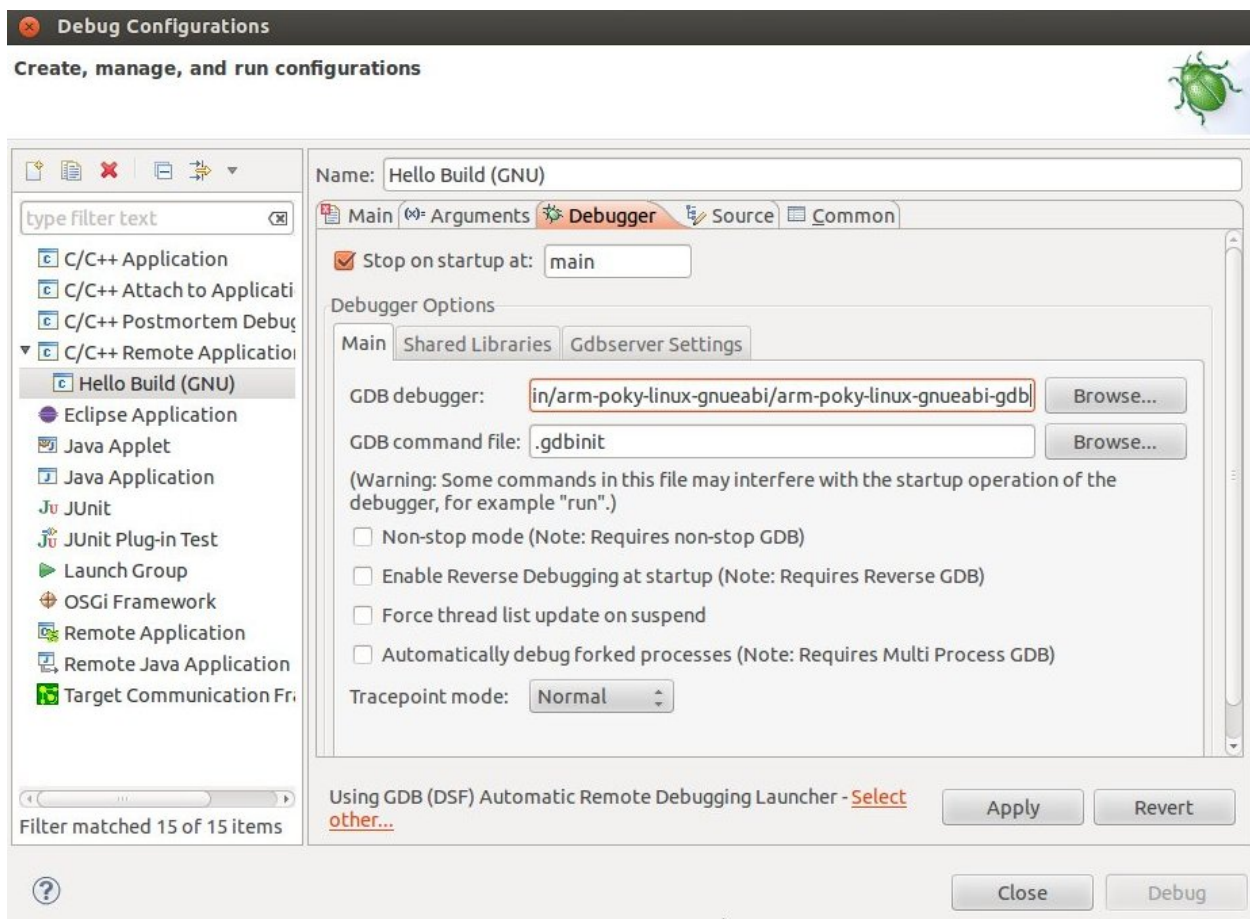 Debug Configurations
Create, manage, and run configurations
type filter text
C/C++ Application
C/C++ Attach to Applicati
C/C++ Postmortem Debug
C/C++ Remote Application
Hello Build (GNU)
Eclipse Application
Java Applet
Java Application
JUnit
JUnit Plug-in Test
Launch Group
OSGi Framework
Remote Application
Remote Java Application
Target Communication Fra
Filter matched 15 of 15 items
Name: Hello Build (GNU)
Main (x)= Arguments Debugger Source Common
Stop on startup at: main
Debugger Options
Main Shared Libraries Gdbserver Settings
GDB debugger: in/arm-poky-linux-gnueabi/arm-poky-linux-gnueabi-gdb Browse...
GDB command file: .gdbinit Browse...
(Warning: Some commands in this file may interfere with the startup operation of the
debugger, for example "run".)
Non-stop mode (Note: Requires non-stop GDB)
Enable Reverse Debugging at startup (Note: Requires Reverse GDB)
Force thread list update on suspend
Automatically debug forked processes (Note: Requires Multi Process GDB)
Tracepoint mode: Normal
Using GDB (DSF) Automatic Remote Debugging Launcher - Select
other...
Apply Revert
Close Debug